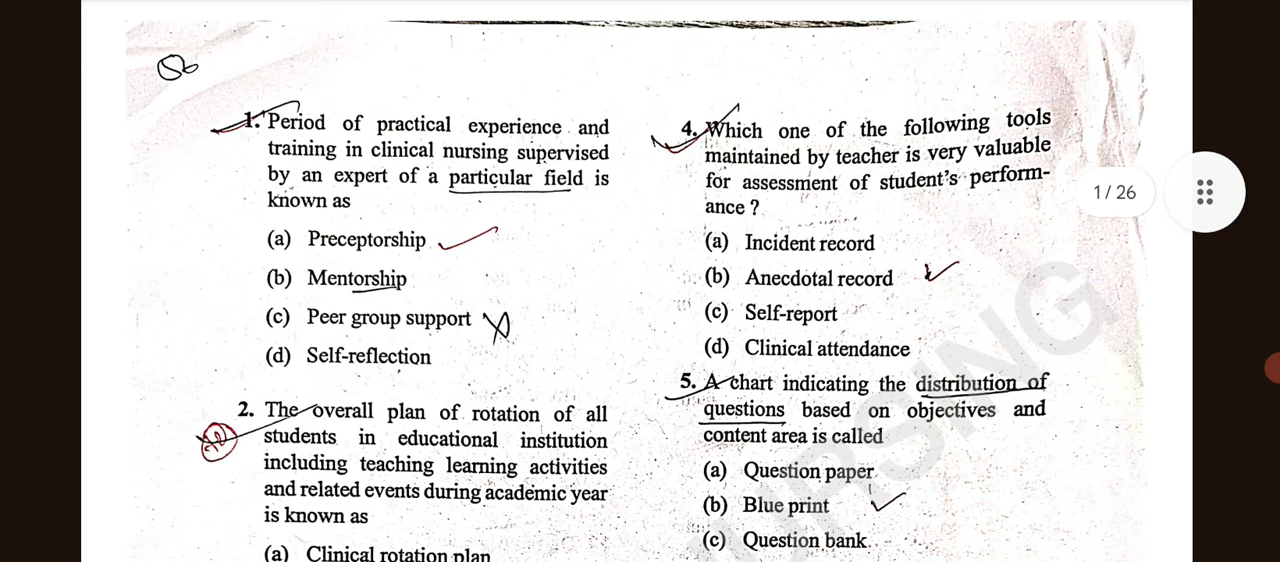 1. Period of practical experience and
training in clinical nursing supervised
by an expert of a particular field is
known as
(a) Preceptorship
(b) Mentorship
(c) Peer group support
(d) Self-reflection
2. The overall plan of rotation of all
students in educational institution
including teaching learning activities
and related events during academic year
is known as
(a) Clinical rotation plan
4. Which one of the following tools
maintained by teacher is very valuable
for assessment of student's perform-
ance ?
(a) Incident record
(b) Anecdotal record
(c) Self-report
(d) Clinical attendance
5. A chart indicating the distribution of
questions based on objectives and
content area is called
(a) Question paper
(b) Blue print
(c) Question bank
1 / 26